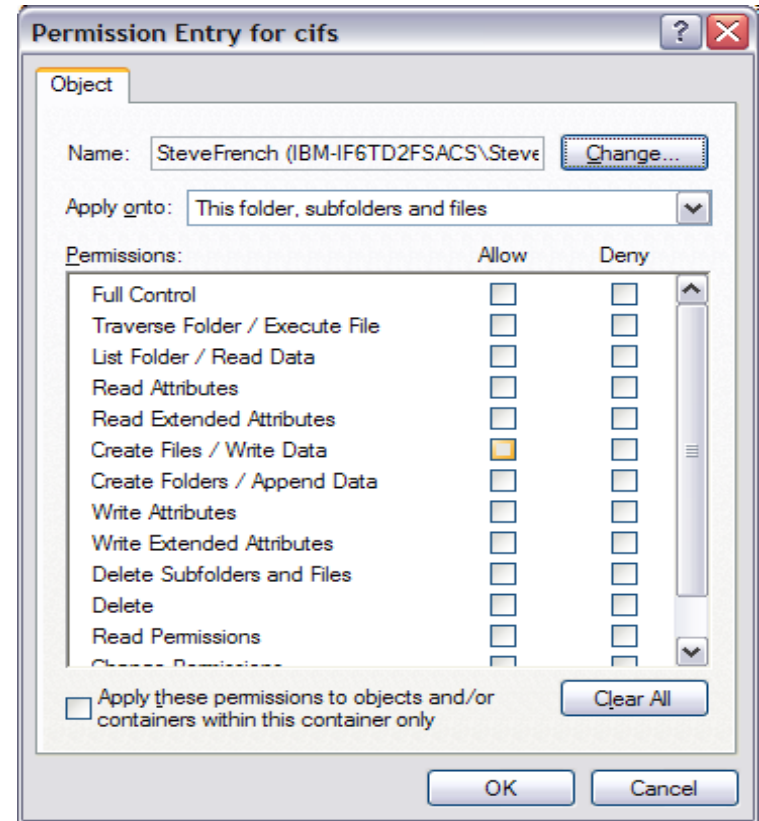 Permission Entry for cifs
Object
Name: SteveFrench (IBM-IF6TD2FSACS\Steve Change...
Apply onto: This folder, subfolders and files
Permissions: Allow Deny
Full Control
Traverse Folder / Execute File
List Folder / Read Data
Read Attributes
Read Extended Attributes
Create Files / Write Data
Create Folders / Append Data
Write Attributes
Write Extended Attributes
Delete Subfolders and Files
Delete
Read Permissions
Change Permissions
Apply these permissions to objects and/or
containers within this container only
Clear All
OK Cancel